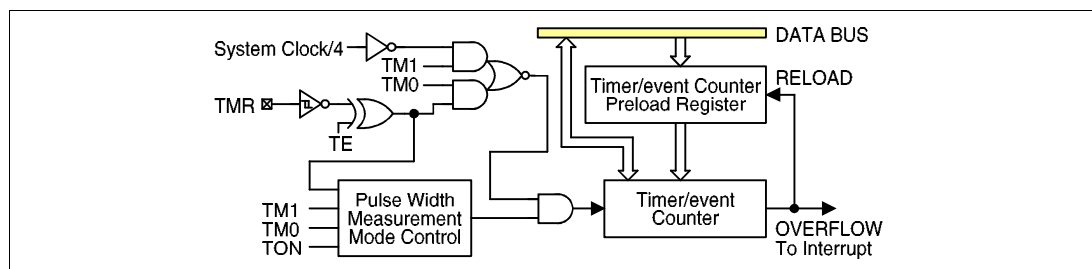 System Clock/4
TM1
TM0
TMR
TE
DATA BUS
Timer/event Counter
Preload Register
RELOAD
TM1
TM0
TON
Pulse Width
Measurement
Mode Control
Timer/event
Counter
OVERFLOW
To Interrupt